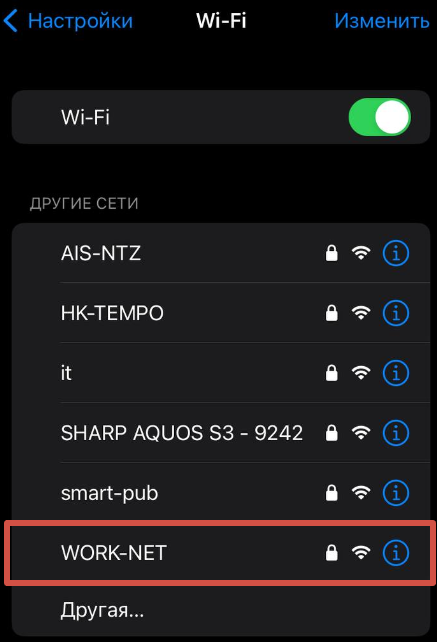 Настройки Wi-Fi Изменить
Wi-Fi
ДРУГИЕ СЕТИ
AIS-NTZ
HK-TEMPO
it
SHARP AQUOS S3 - 9242
smart-pub
WORK-NET
Другая...